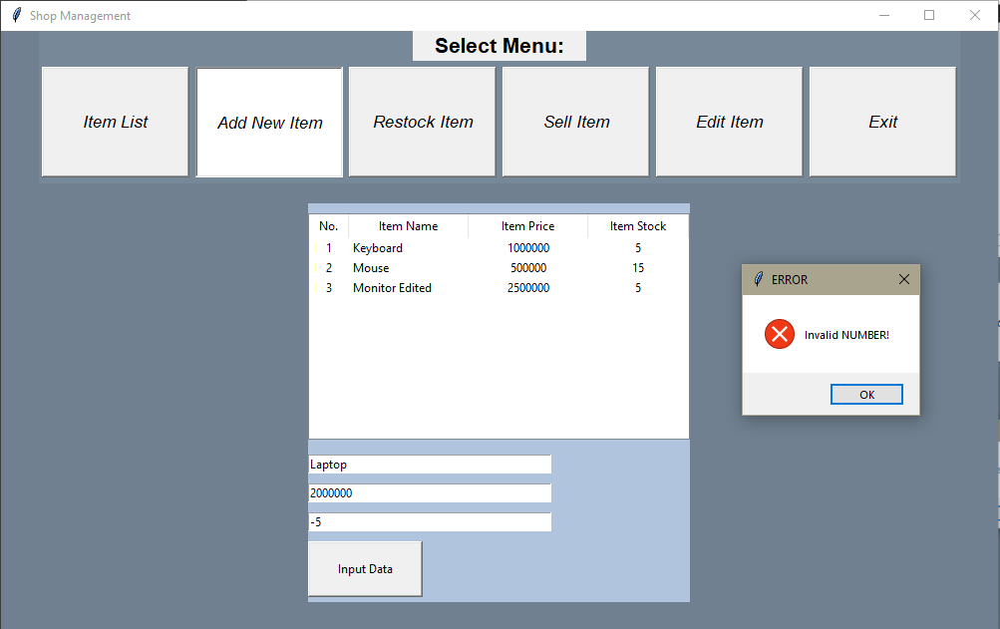 Shop Management
Select Menu:
Item List Add New Item Restock Item Sell Item Edit Item Exit
No. Item Name Item Price Item Stock
1 Keyboard 1000000 5
2 Mouse 500000 15
3 Monitor Edited 2500000 5
ERROR
Invalid NUMBER!
OK
Laptop
2000000
-5
Input Data